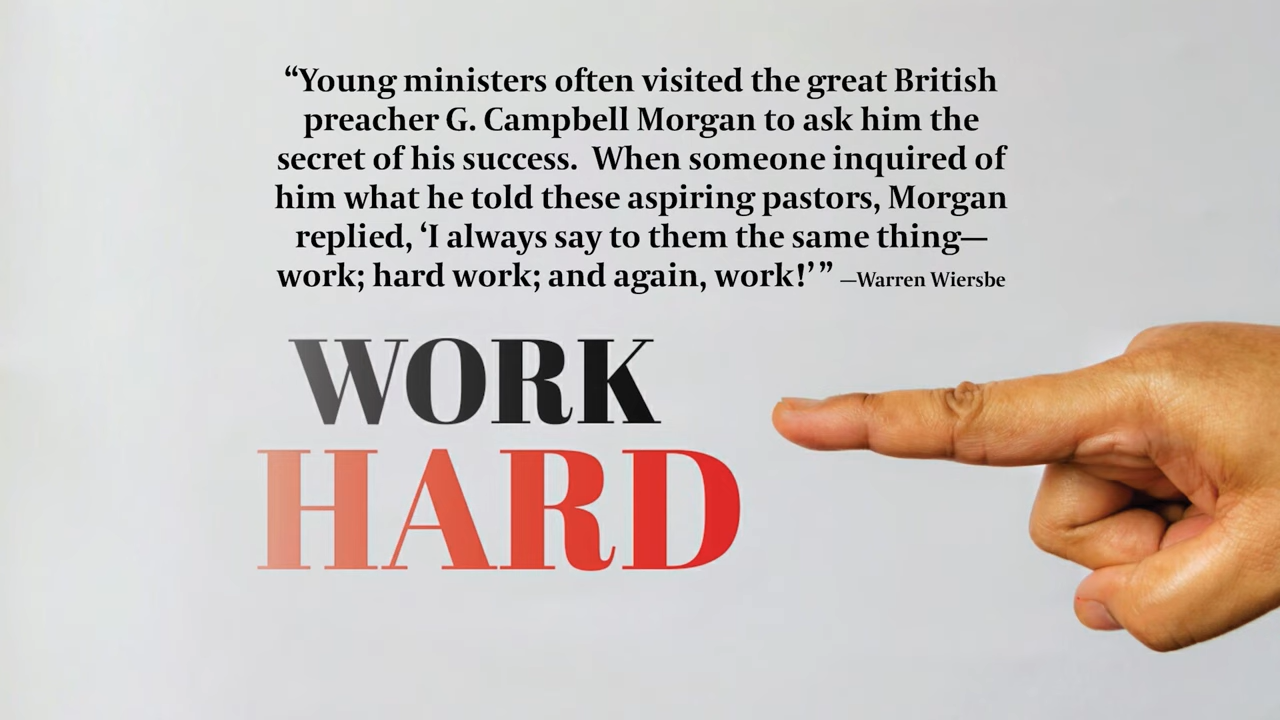 “Young ministers often visited the great British
preacher G. Campbell Morgan to ask him the
secret of his success.  When someone inquired of
him what he told these aspiring pastors, Morgan
replied, ‘I always say to them the same thing—
work; hard work; and again, work!’” —Warren Wiersbe
WORK
HARD